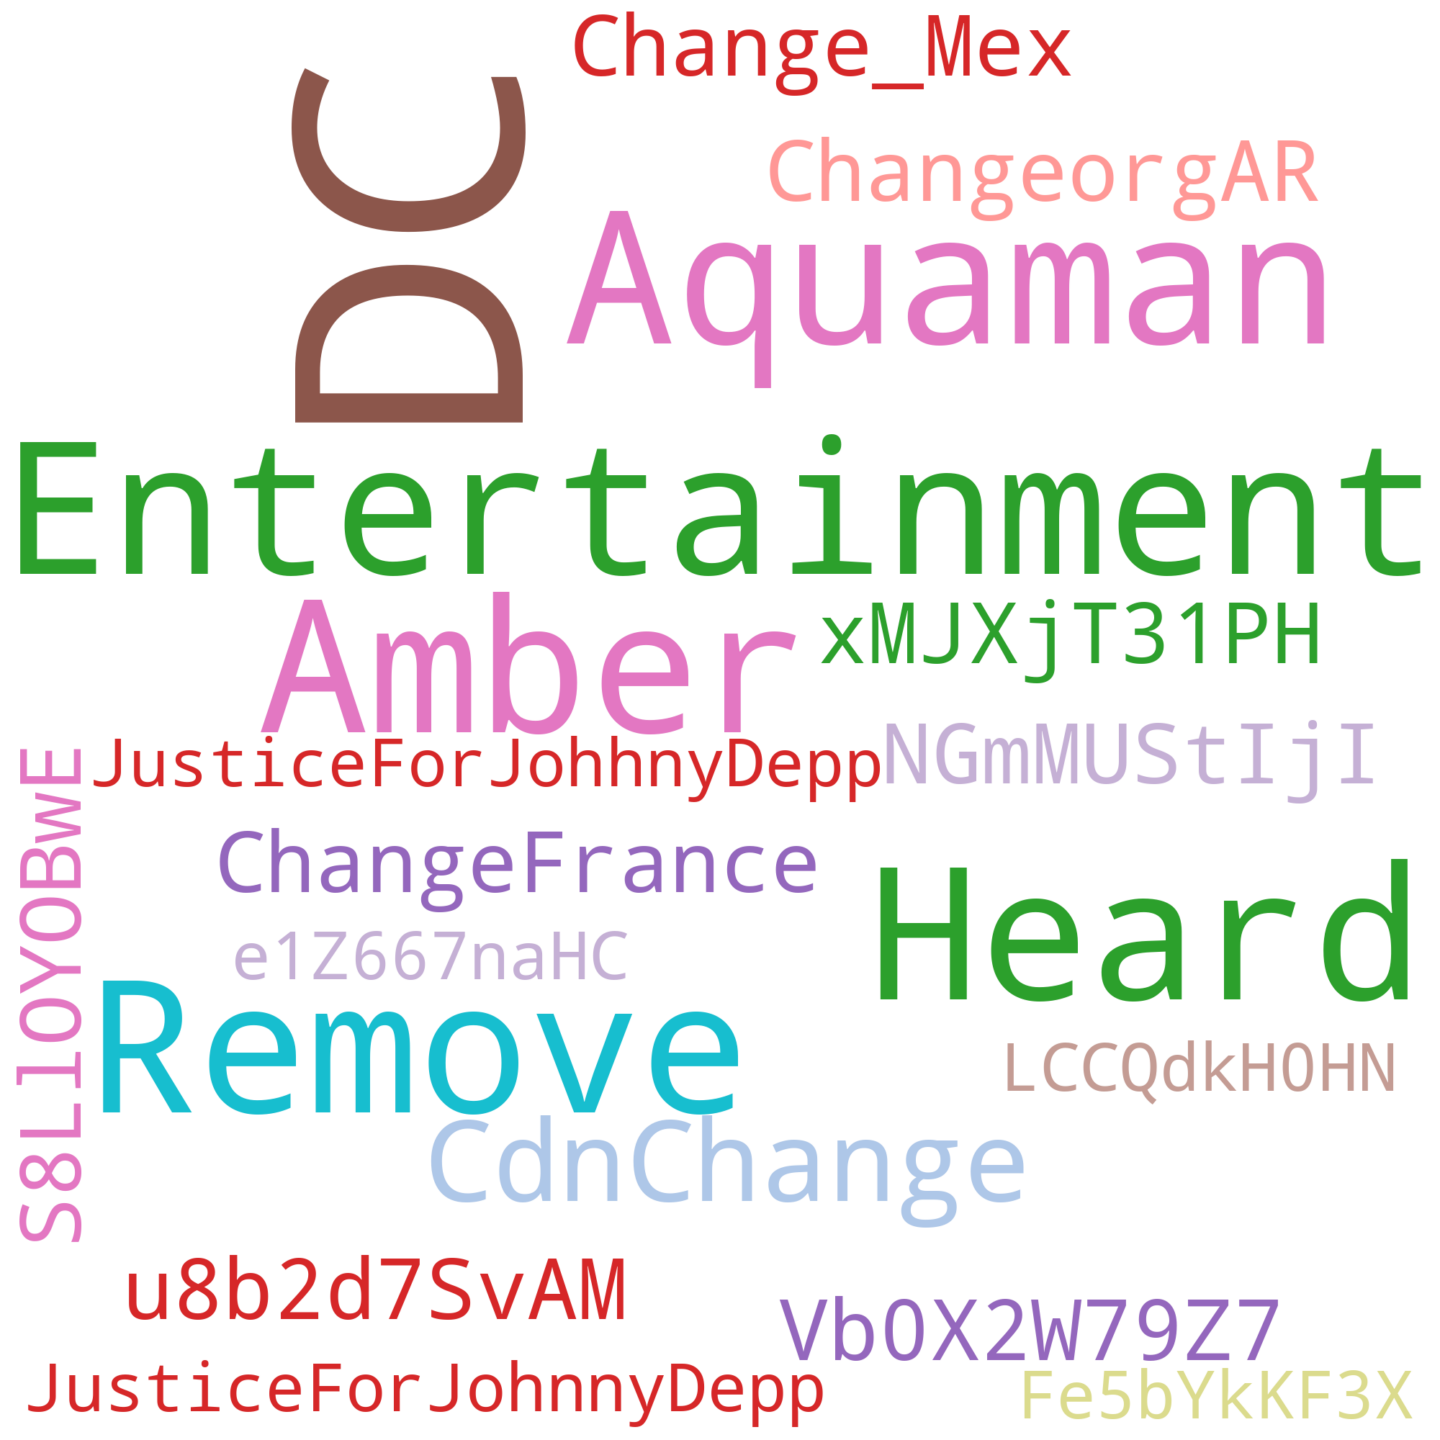 Change_Mex
DC
ChangeorgAR
Aquaman
Entertainment
Amber
xMJXjT31PH
JusticeForJohhnyDepp
NGmMUStIjI
S8Ll0Y0BwE
ChangeFrance
Heard
e1Z667naHC
Remove
LCCQdkH0HN
CdnChange
u8b2d7SvAM
Vb0X2W79Z7
JusticeForJohnnyDepp
Fe5bYkKF3X